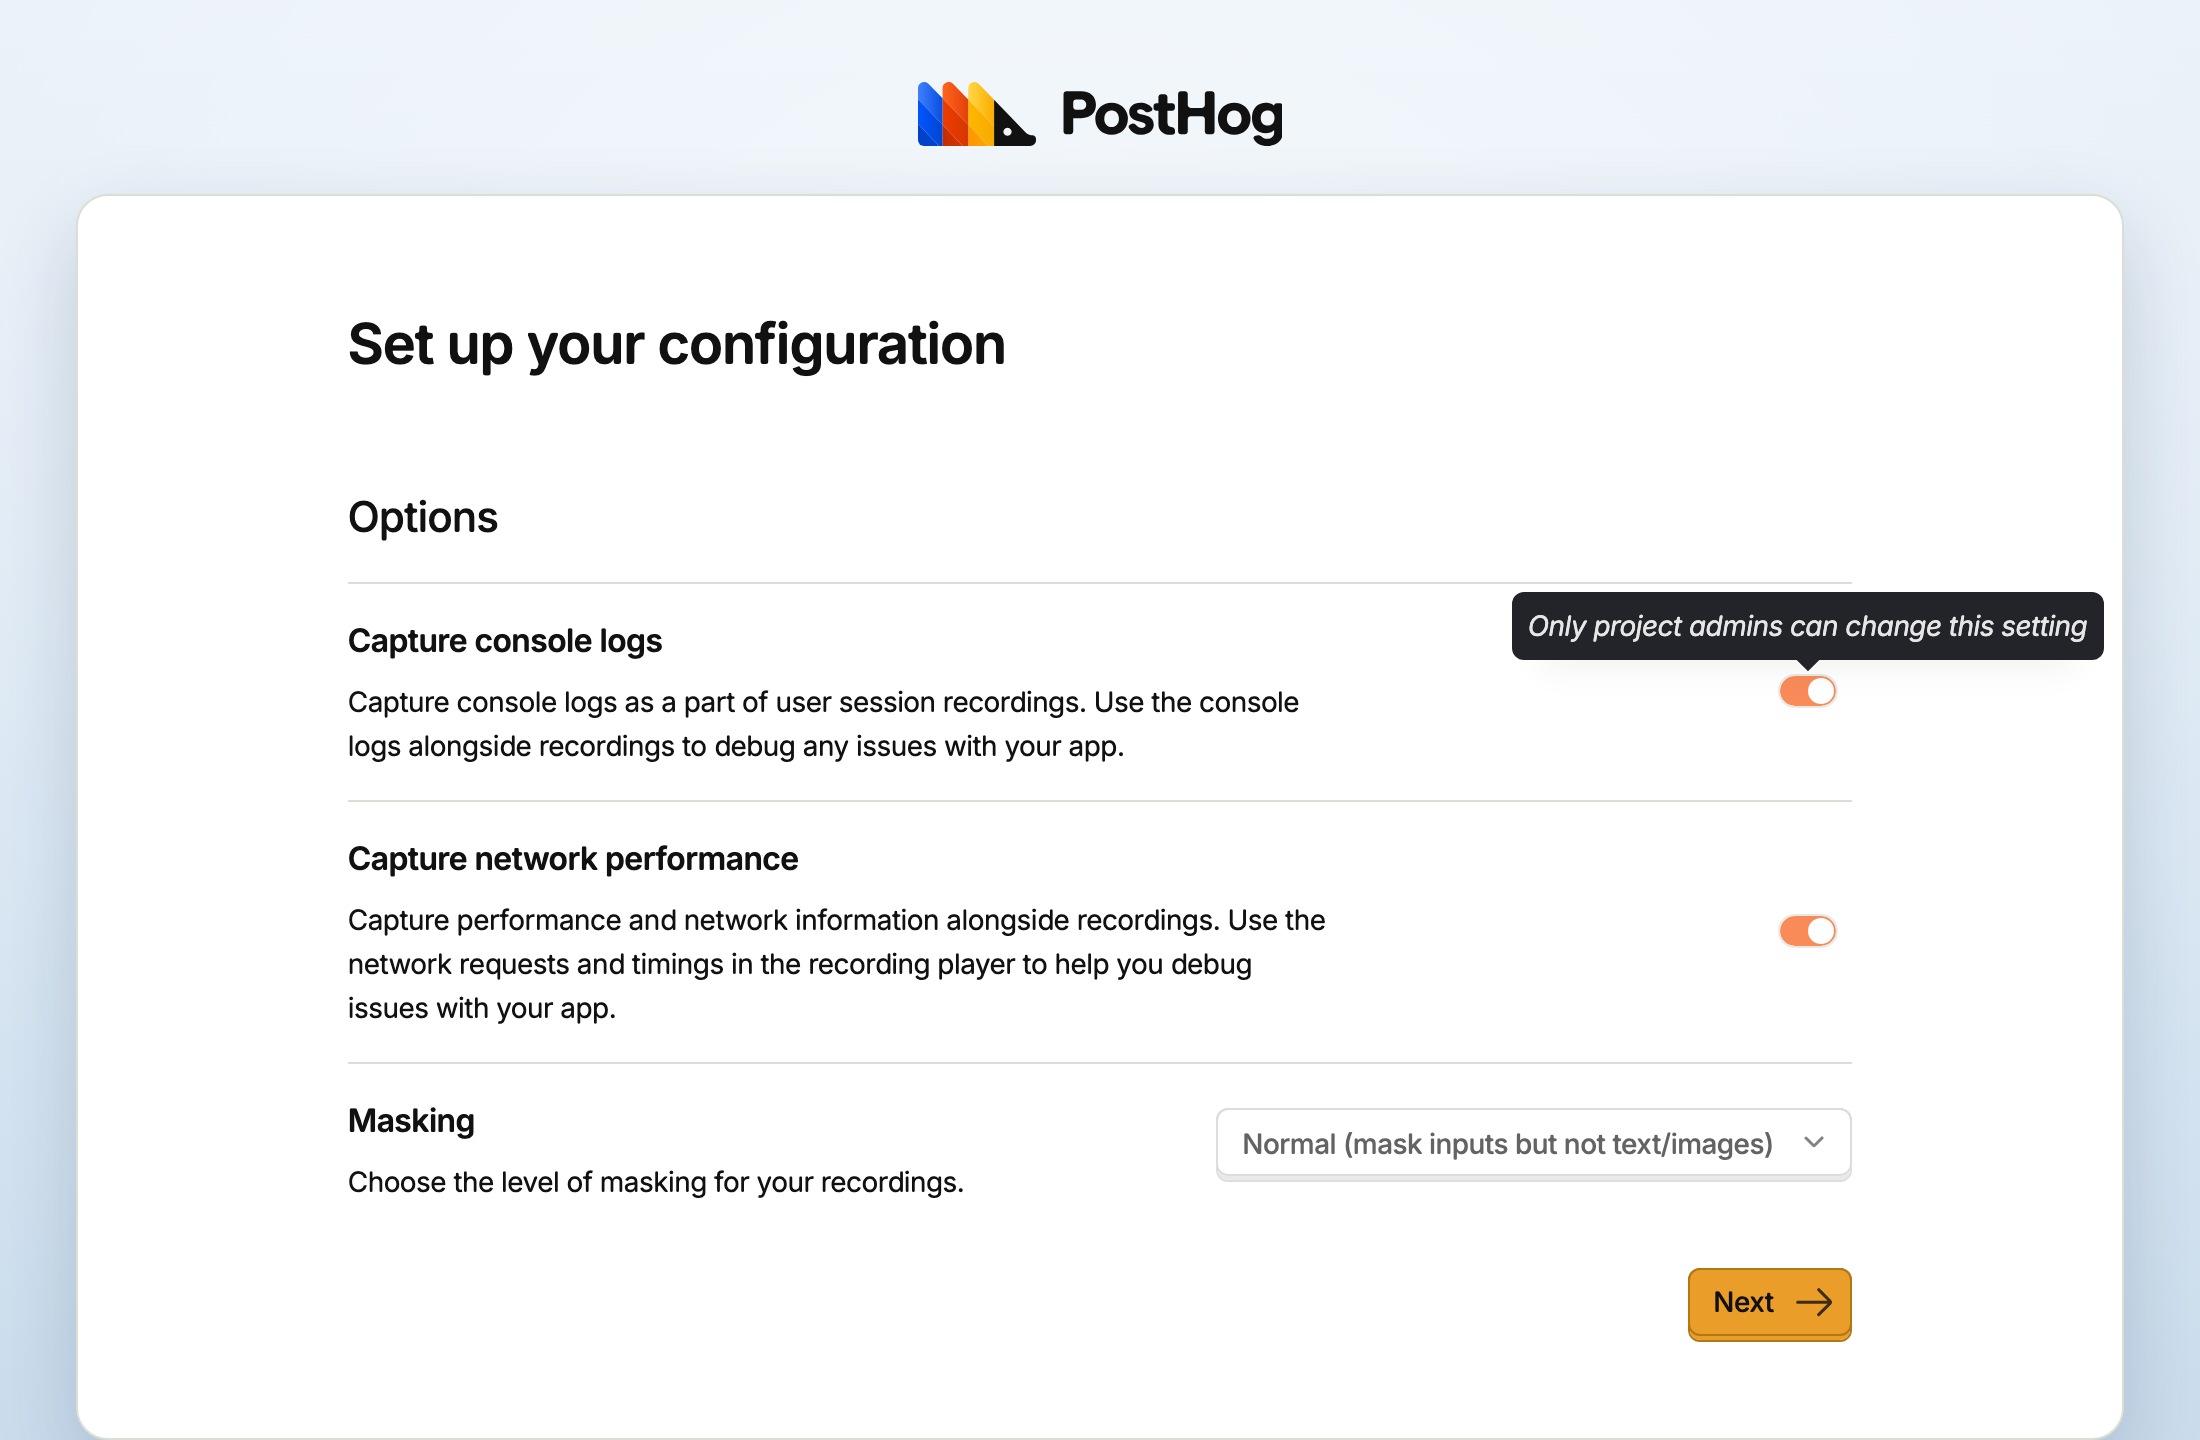 PostHog
Set up your configuration
Options
Only project admins can change this setting
Capture console logs
Capture console logs as a part of user session recordings. Use the console
logs alongside recordings to debug any issues with your app.
Capture network performance
Capture performance and network information alongside recordings. Use the
network requests and timings in the recording player to help you debug
issues with your app.
Masking
Normal (mask inputs but not text/images)
Choose the level of masking for your recordings.
Next